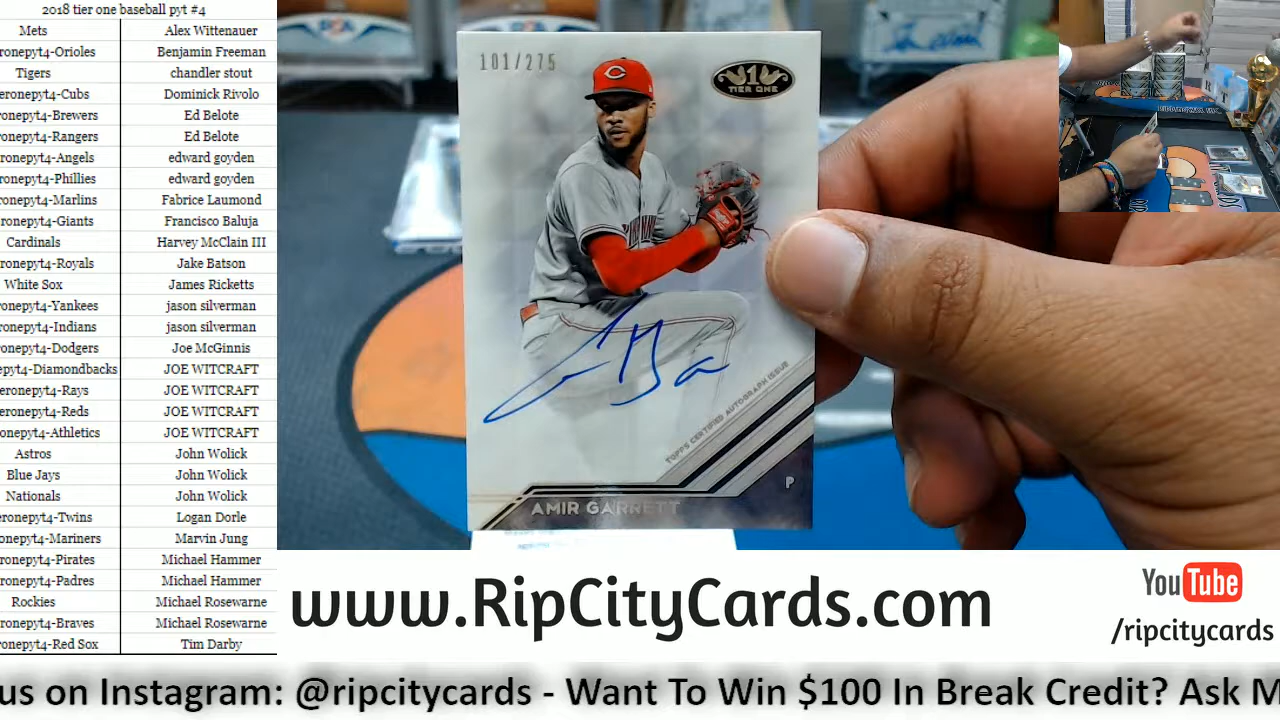 2018 tier one baseball pyt #4
Mets Alex Wittenauer
ronepyt4-Orioles Benjamin Freeman
Tigers chandler stout
eronepyt4-Cubs Dominick Rivolo
ronepyt4-Brewers Ed Belote
ronepyt4-Rangers Ed Belote
ronepyt4-Angels edward goyden
ronepyt4-Phillies edward goyden
ronepyt4-Marlins Fabrice Laumond
ronepyt4-Giants Francisco Baluja
Cardinals Harvey McClain III
ronepyt4-Royals Jake Batson
White Sox James Ricketts
ronepyt4-Yankees jason silverman
ronepyt4-Indians jason silverman
ronepyt4-Dodgers Joe McGinnis
epyt4-Diamondbacks JOE WITCRAFT
eronepyt4-Rays JOE WITCRAFT
eronepyt4-Reds JOE WITCRAFT
onepyt4-Athletics JOE WITCRAFT
Astros John Wolick
Blue Jays John Wolick
Nationals John Wolick
eronepyt4-Twins Logan Dorle
ronepyt4-Mariners Marvin Jung
ronepyt4-Pirates Michael Hammer
ronepyt4-Padres Michael Hammer
Rockies Michael Rosewarne
ronepyt4-Braves Michael Rosewarne
ronepyt4-Red Sox Tim Darby
101/275
1
TIER ONE
TOPPS CERTIFIED AUTOGRAPH ISSUE
P
AMIR GARRETT
www.RipCityCards.com
YouTube
/ripcitycards
us on Instagram: @ripcitycards - Want To Win $100 In Break Credit? Ask M